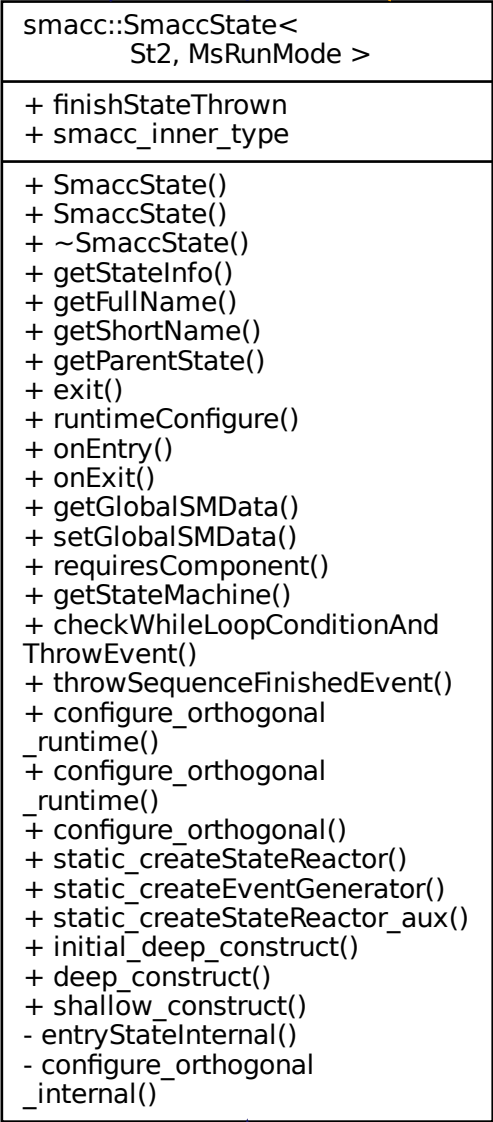 smacc::SmaccState<
St2, MsRunMode >
+ finishStateThrown
+ smacc_inner_type
+ SmaccState()
+ SmaccState()
+ ~SmaccState()
+ getStateInfo()
+ getFullName()
+ getShortName()
+ getParentState()
+ exit()
+ runtimeConfigure()
+ onEntry()
+ onExit()
+ getGlobalSMData()
+ setGlobalSMData()
+ requiresComponent()
+ getStateMachine()
+ checkWhileLoopConditionAnd
ThrowEvent()
+ throwSequenceFinishedEvent()
+ configure_orthogonal
_runtime()
+ configure_orthogonal
_runtime()
+ configure_orthogonal()
+ static_createStateReactor()
+ static_createEventGenerator()
+ static_createStateReactor_aux()
+ initial_deep_construct()
+ deep_construct()
+ shallow_construct()
- entryStateInternal()
- configure_orthogonal
_internal()